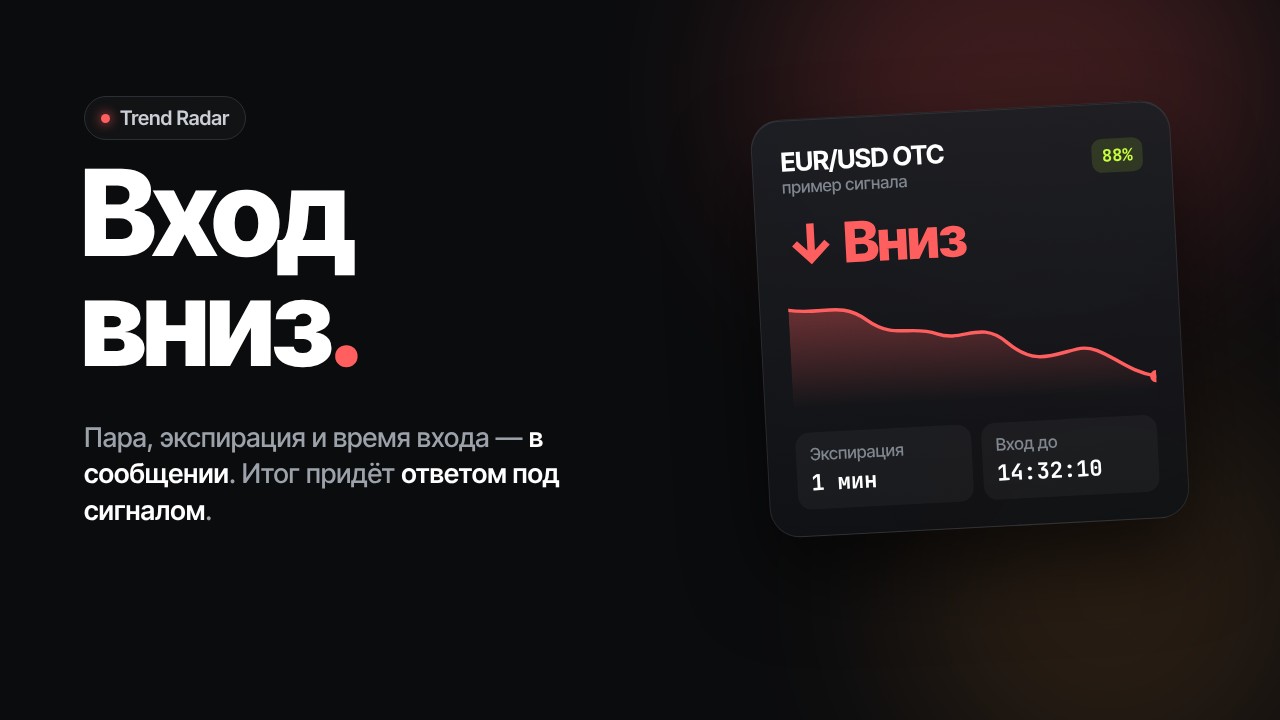 Trend Radar
Вход
вниз.
Пара, экспирация и время входа — в
сообщении. Итог придёт ответом под
сигналом.
EUR/USD OTC
88%
пример сигнала
↓ Вниз
Экспирация
1 мин
Вход до
14:32:10